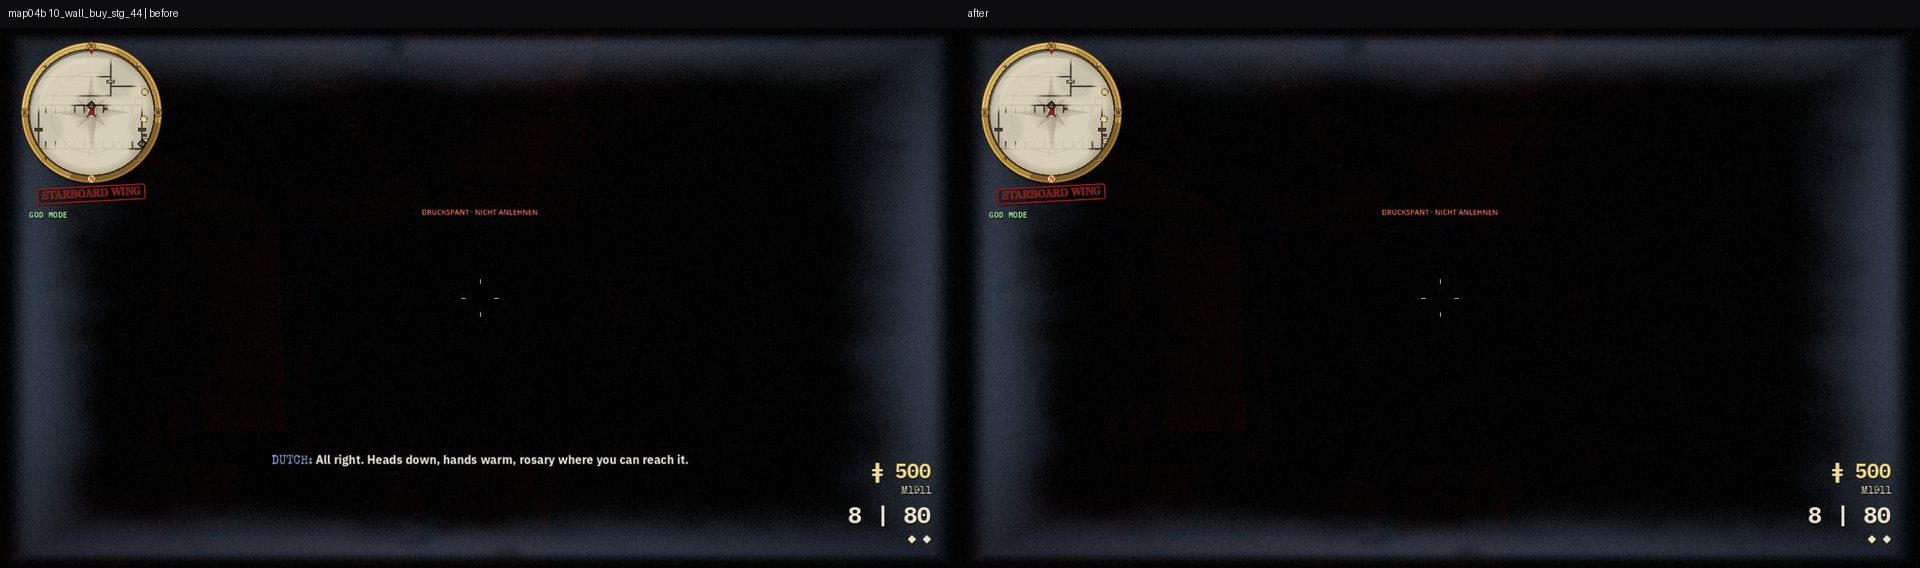 map04b 10_wall_buy_stg_44 | before
STARBOARD WING
GOD MODE
DRUCKSPANT · NICHT ANLEHNEN
DUTCH: All right. Heads down, hands warm, rosary where you can reach it.
500
M1911
8 | 80
after
STARBOARD WING
GOD MODE
DRUCKSPANT · NICHT ANLEHNEN
500
M1911
8 | 80